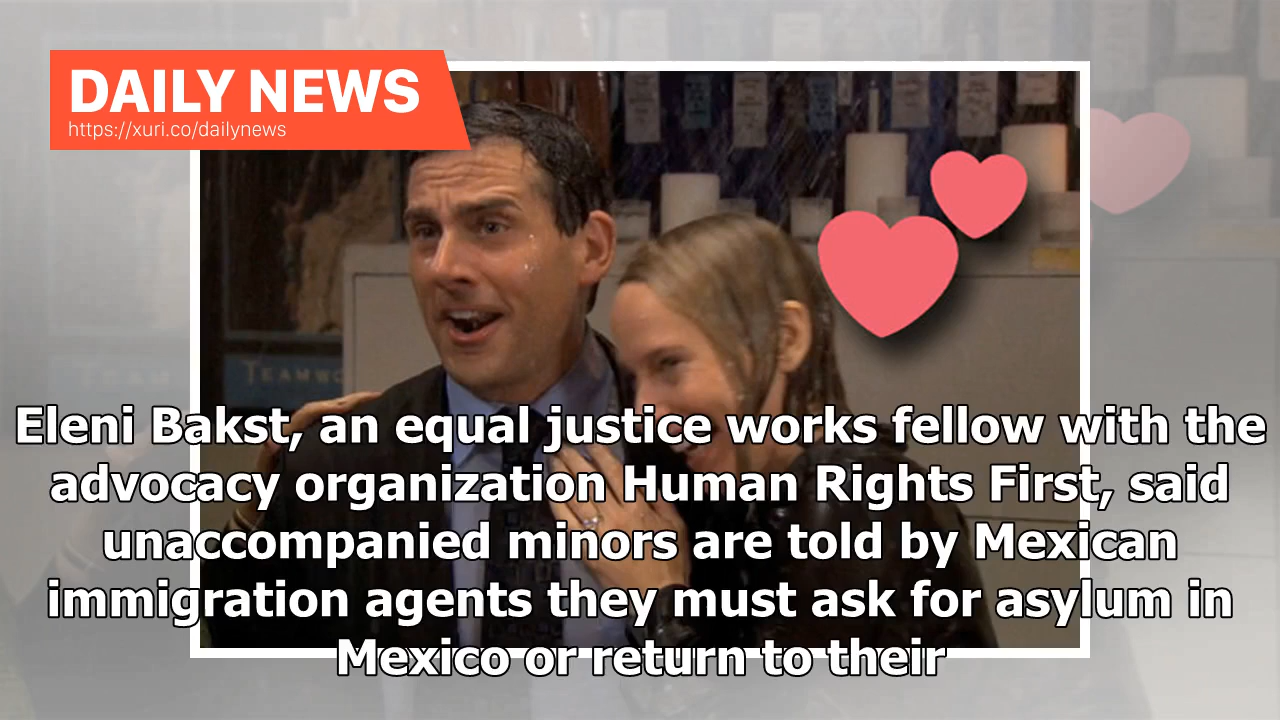 DAILY NEWS
https://xuri.co/dailynews
TEAMWO
Eleni Bakst, an equal justice works fellow with the
advocacy organization Human Rights First, said
unaccompanied minors are told by Mexican
immigration agents they must ask for asylum in
Mexico or return to their